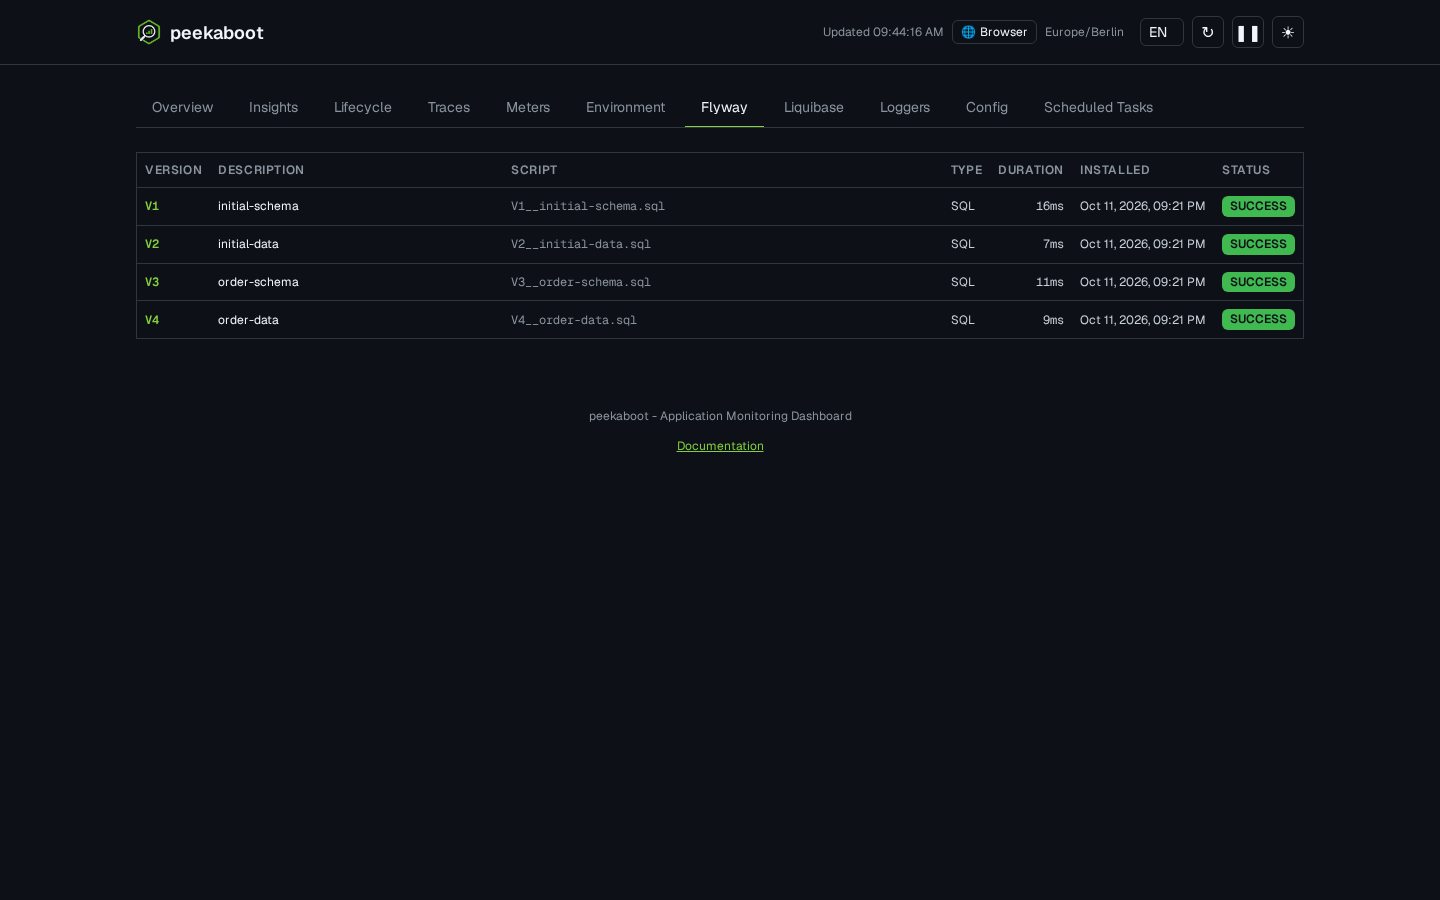 peekaboot
Updated 09:44:16 AM 🌐 Browser Europe/Berlin EN ↻ ❚❚ ☀
Overview Insights Lifecycle Traces Meters Environment Flyway Liquibase Loggers Config Scheduled Tasks
VERSION DESCRIPTION SCRIPT TYPE DURATION INSTALLED STATUS
V1 initial-schema V1__initial-schema.sql SQL 16ms Oct 11, 2026, 09:21 PM SUCCESS
V2 initial-data V2__initial-data.sql SQL 7ms Oct 11, 2026, 09:21 PM SUCCESS
V3 order-schema V3__order-schema.sql SQL 11ms Oct 11, 2026, 09:21 PM SUCCESS
V4 order-data V4__order-data.sql SQL 9ms Oct 11, 2026, 09:21 PM SUCCESS
peekaboot - Application Monitoring Dashboard
Documentation